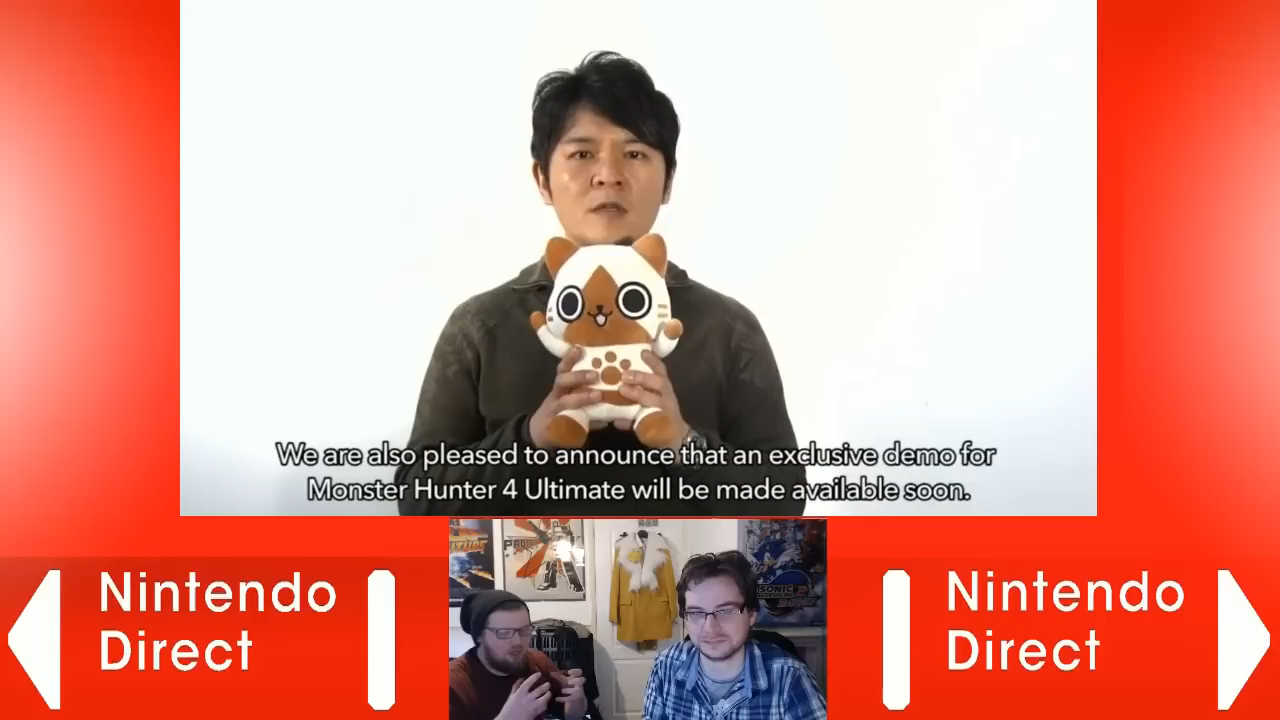 We are also pleased to announce that an exclusive demo for
Monster Hunter 4 Ultimate will be made available soon.
Nintendo
Direct
SONIC
Nintendo
Direct